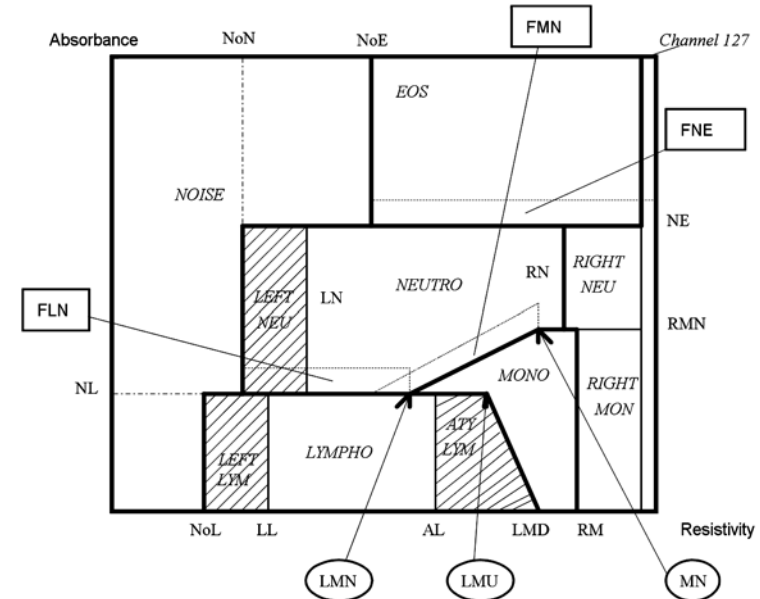 FMN
Absorbance
NoN
NoE
Channel 127
EOS
FNE
NOISE
NE
FLN
LEFT
NEU
LN
NEUTRO
RN
RIGHT
NEU
RMN
NL
MONO
RIGHT
MON
LEFT
LYM
LYMPHO
ATY
LYM
NoL
LL
AL
LMD
RM
Resistivity
LMN
LMU
MN